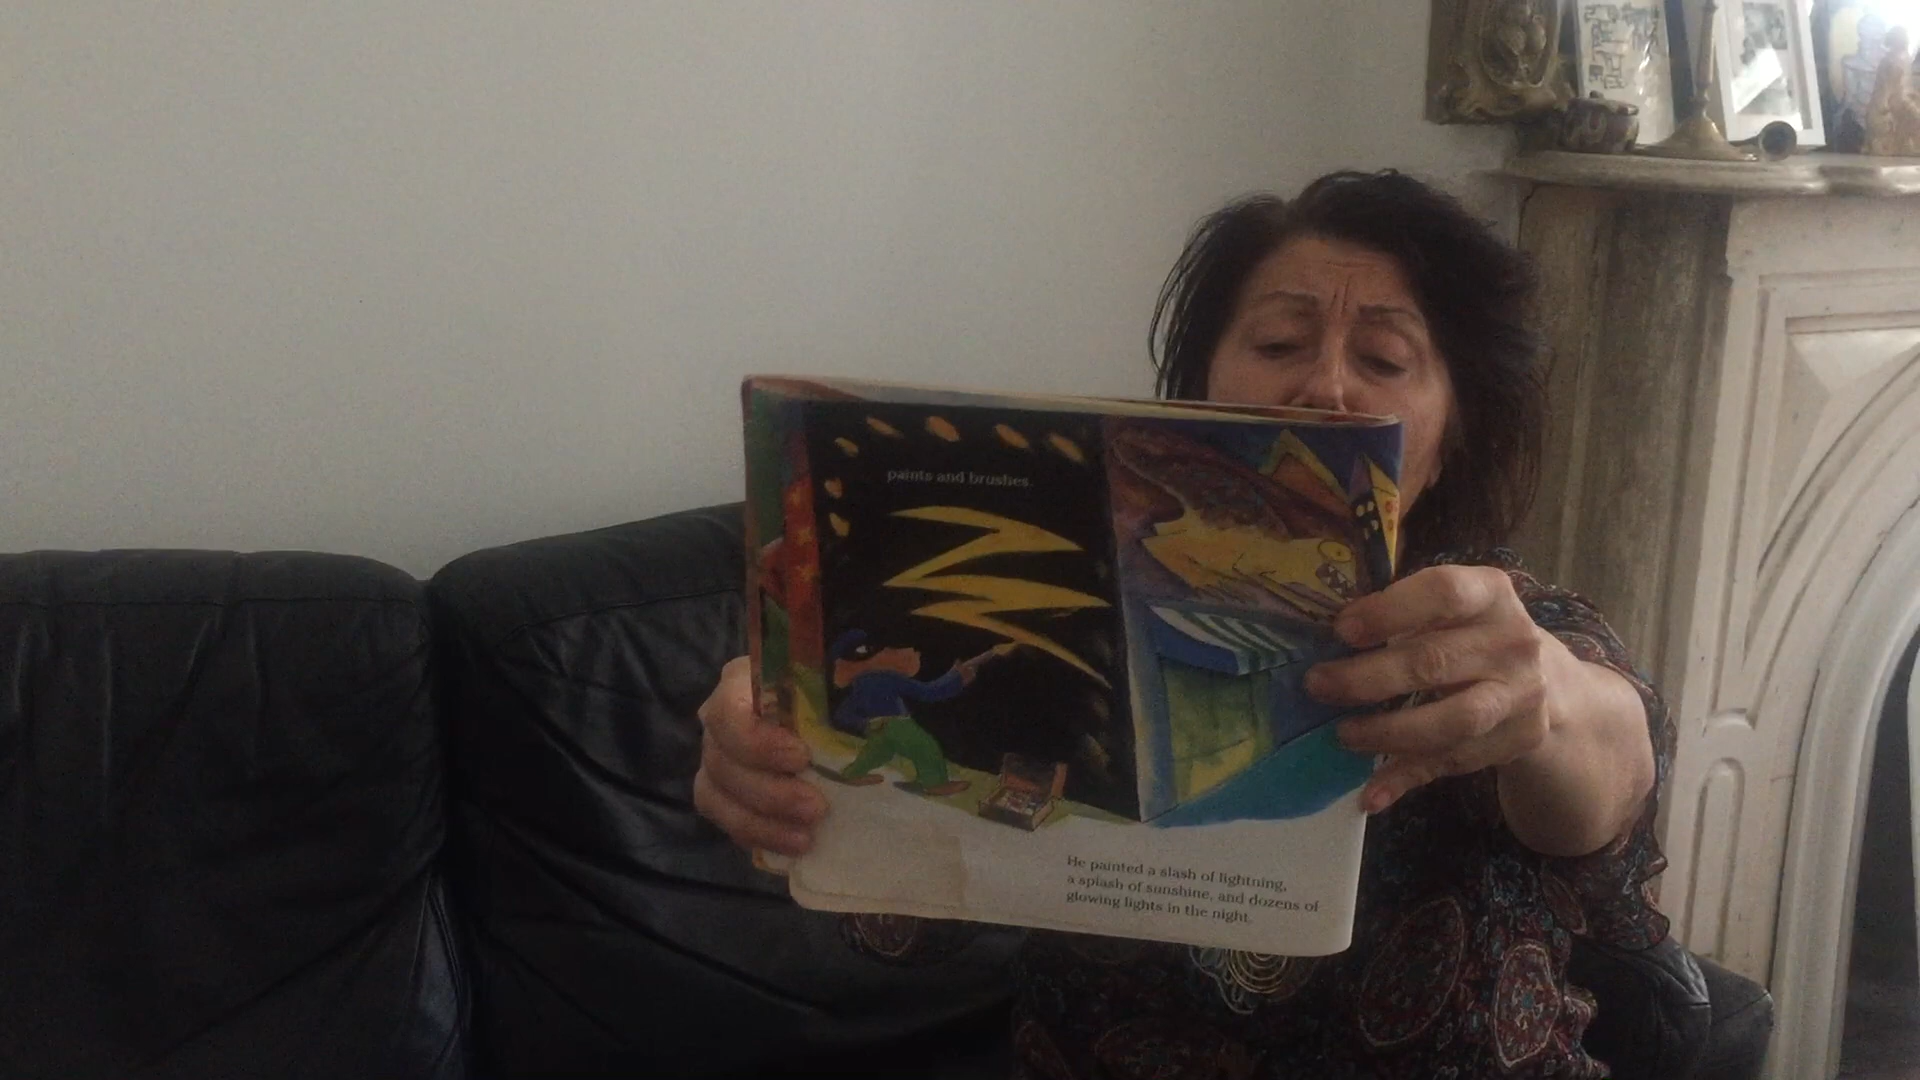 paints and brushes.
He painted a slash of lightning,
a splash of sunshine, and dozens of
glowing lights in the night.